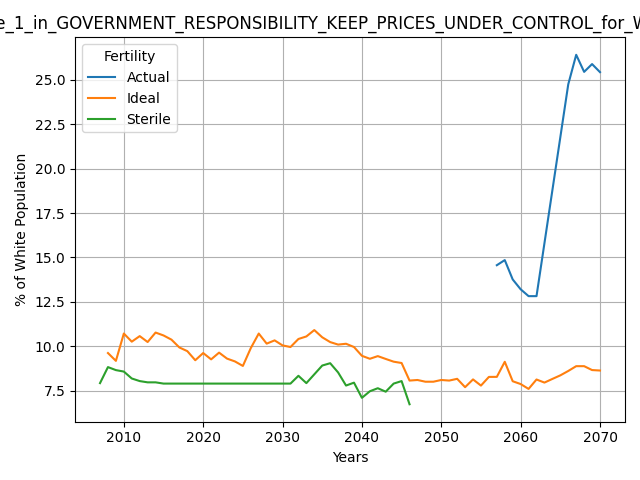 e_1_in_GOVERNMENT_RESPONSIBILITY_KEEP_PRICES_UNDER_CONTROL_for_W
Fertility
Actual
Ideal
Sterile
% of White Population
25.0
22.5
20.0
17.5
15.0
12.5
10.0
7.5
2010 2020 2030 2040 2050 2060 2070
Years